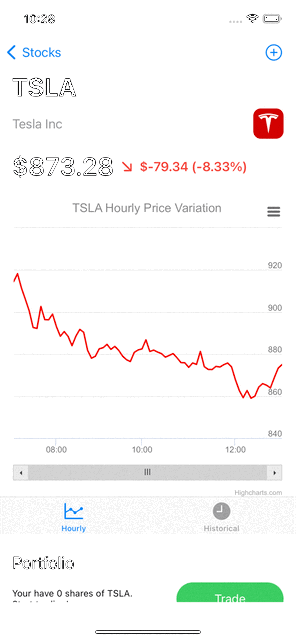 10:28
Stocks
TSLA
Tesla Inc
$873.28 $-79.34 (-8.33%)
TSLA Hourly Price Variation
920
900
880
860
840
08:00 10:00 12:00
Highcharts.com
Hourly Historical
Portfolio
Your have 0 shares of TSLA.
Trade